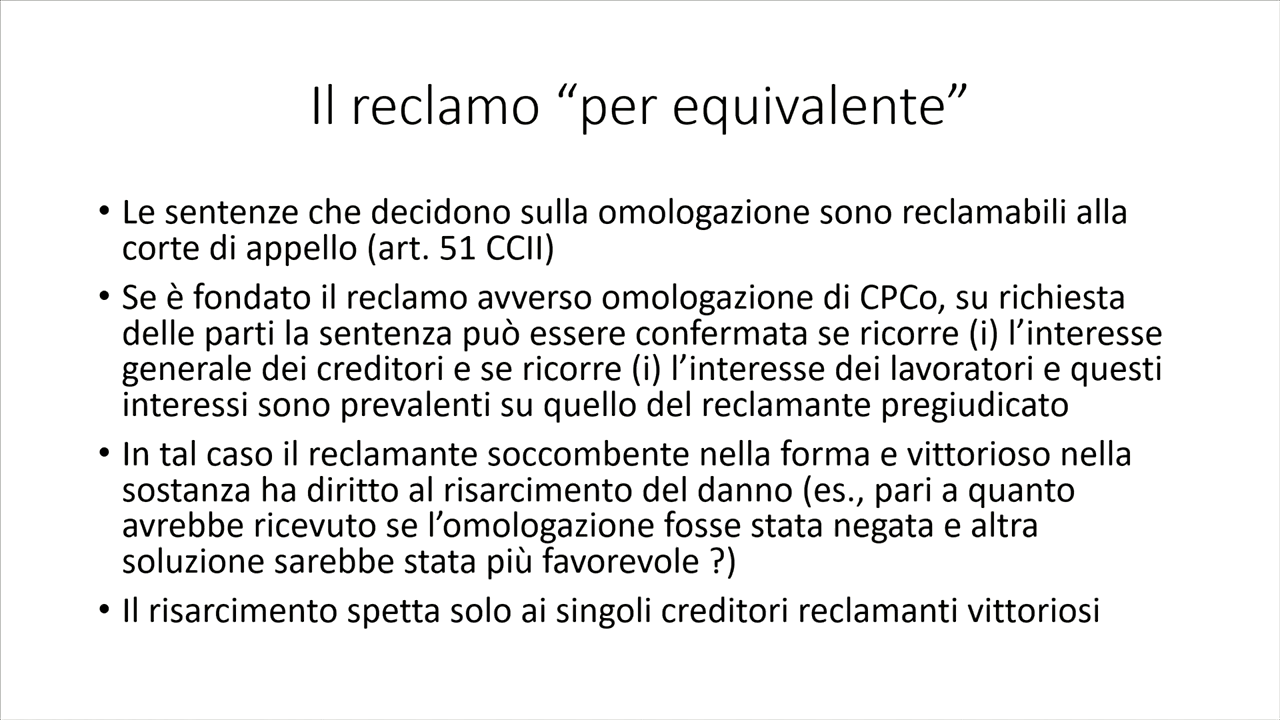 Il reclamo “per equivalente”
• Le sentenze che decidono sulla omologazione sono reclamabili alla
corte di appello (art. 51 CCII)
• Se è fondato il reclamo avverso omologazione di CPCo, su richiesta
delle parti la sentenza può essere confermata se ricorre (i) l’interesse
generale dei creditori e se ricorre (i) l’interesse dei lavoratori e questi
interessi sono prevalenti su quello del reclamante pregiudicato
• In tal caso il reclamante soccombente nella forma e vittorioso nella
sostanza ha diritto al risarcimento del danno (es., pari a quanto
avrebbe ricevuto se l’omologazione fosse stata negata e altra
soluzione sarebbe stata più favorevole ?)
• Il risarcimento spetta solo ai singoli creditori reclamanti vittoriosi